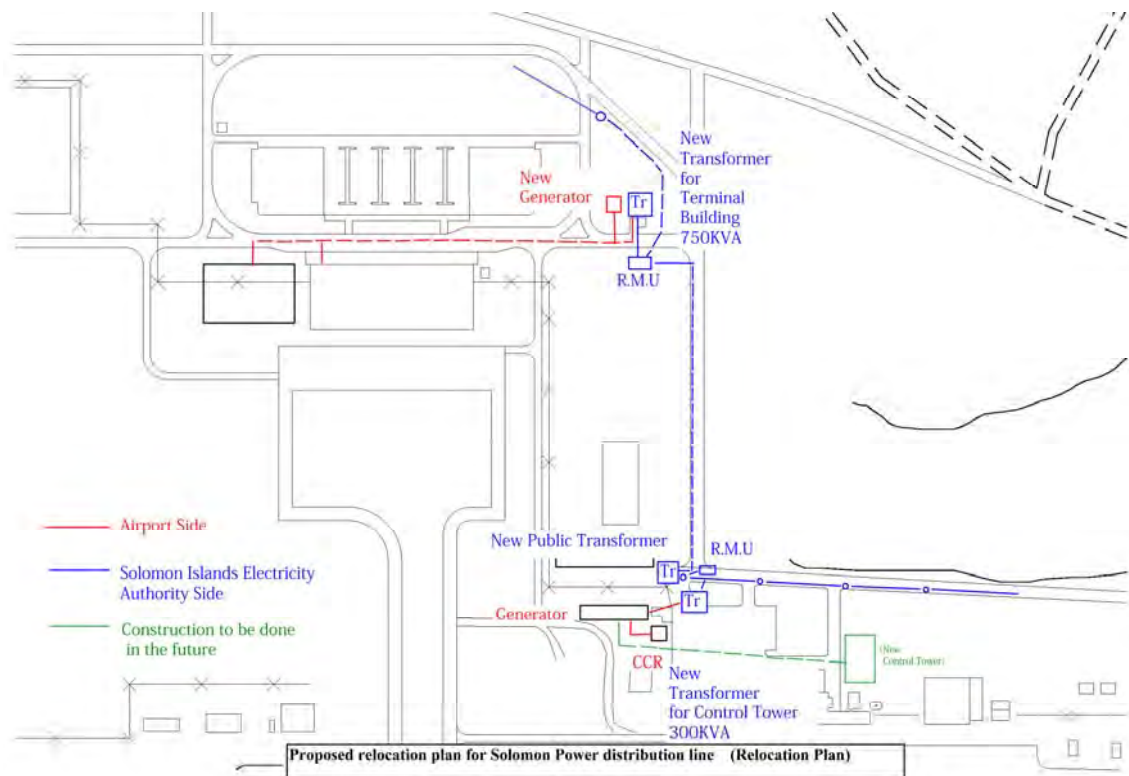 New
Transformer
for
Terminal
Building
750KVA
New
Generator
Tr
R.M.U
Airport Side
Solomon Islands Electricity
Authority Side
Construction to be done
in the future
New Public Transformer
R.M.U
Tr
Tr
Generator
CCR
(New
Control Tower)
New
Transformer
for Control Tower
300KVA
Proposed relocation plan for Solomon Power distribution line (Relocation Plan)